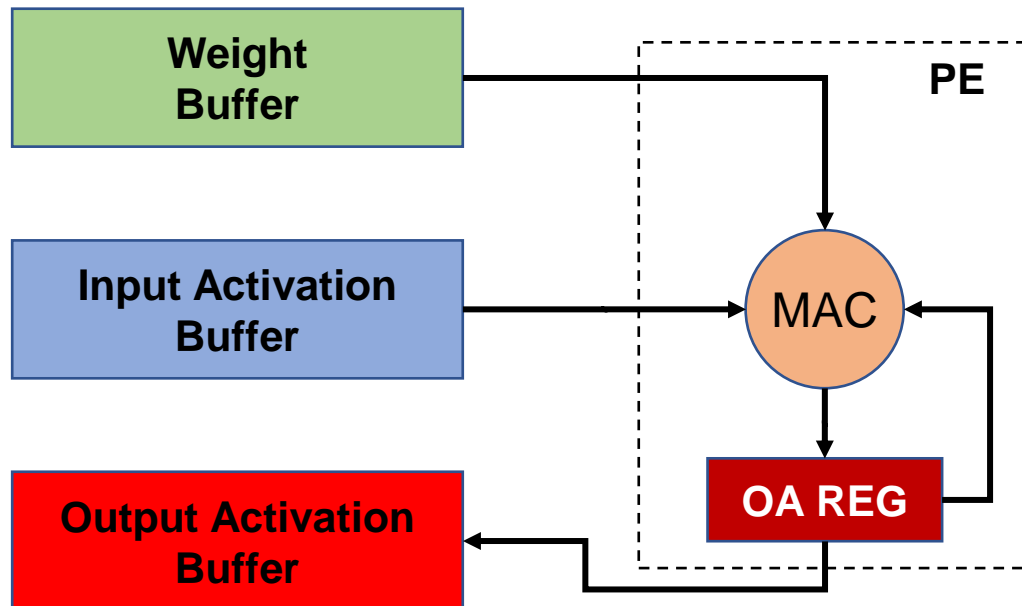 Weight
Buffer
PE
Input Activation
Buffer
MAC
Output Activation
Buffer
OA REG